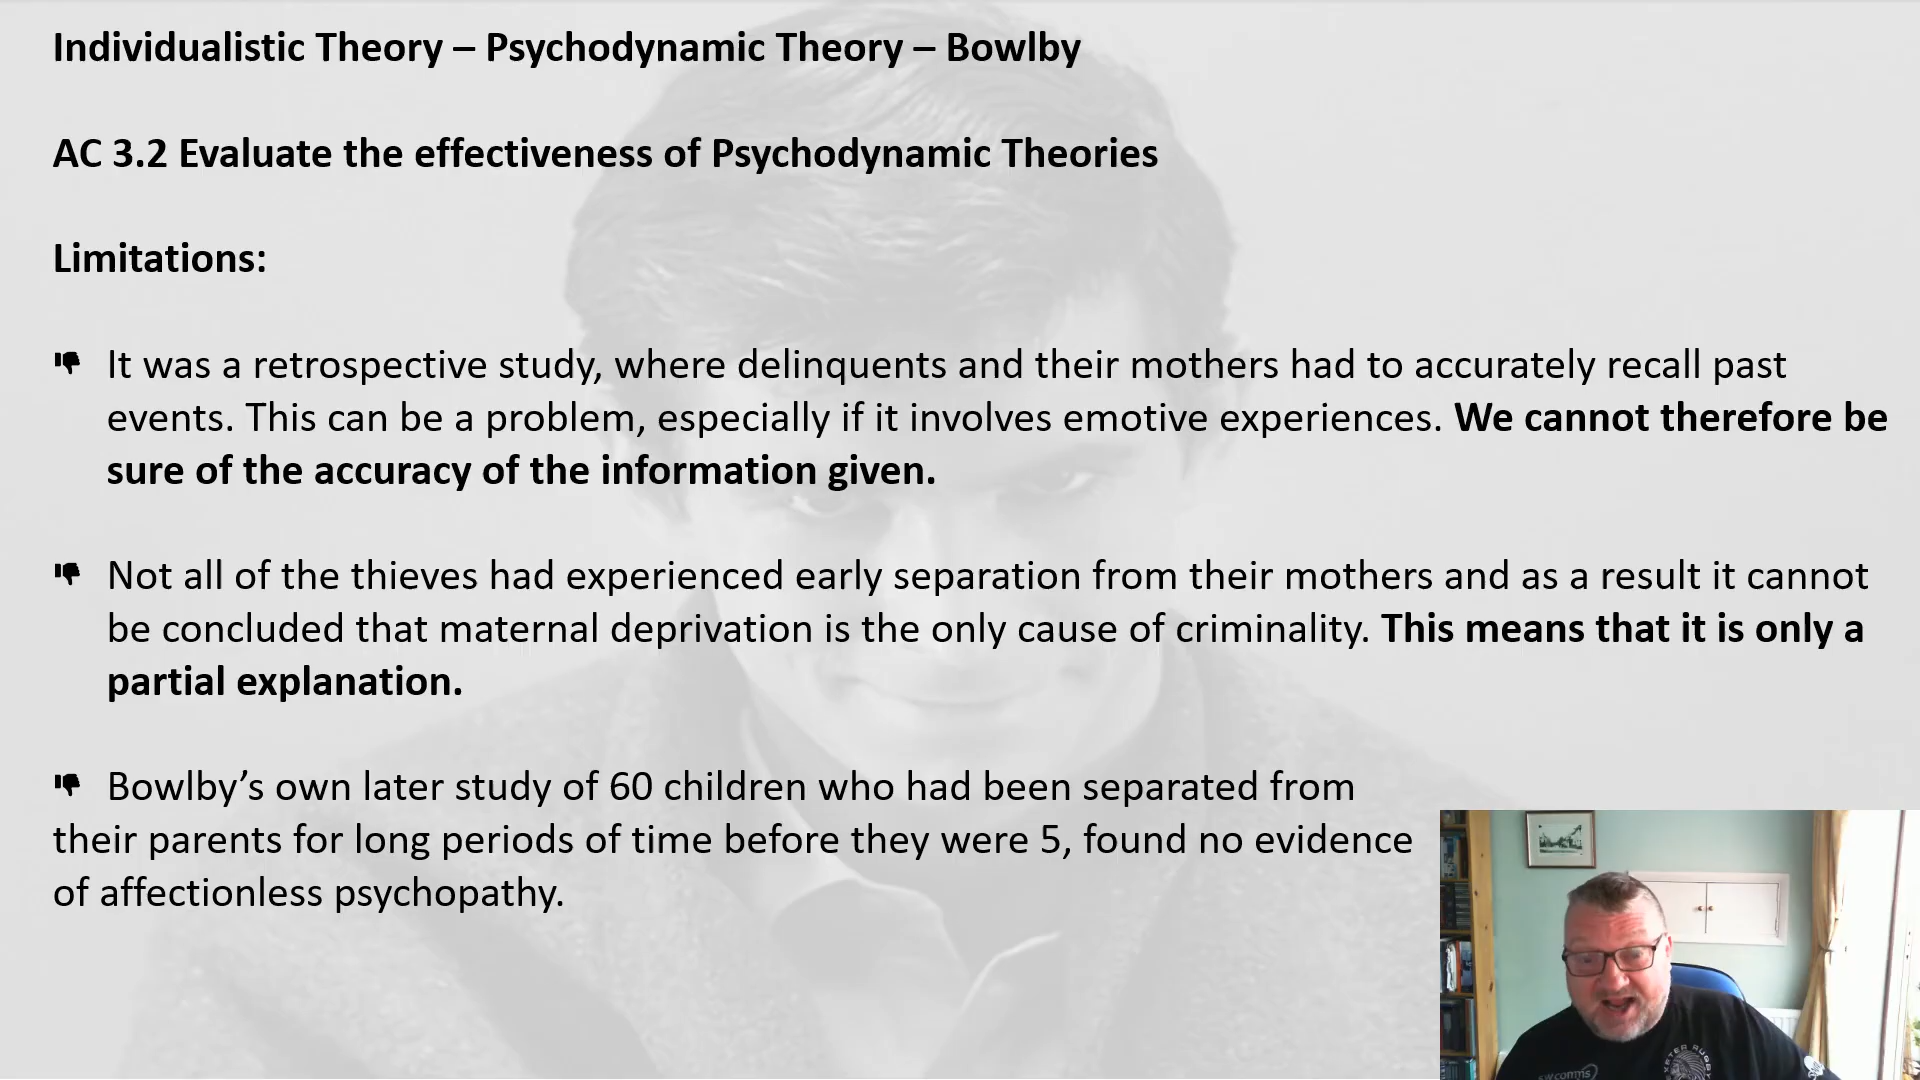 Individualistic Theory – Psychodynamic Theory – Bowlby
AC 3.2 Evaluate the effectiveness of Psychodynamic Theories
Limitations:
It was a retrospective study, where delinquents and their mothers had to accurately recall past
events. This can be a problem, especially if it involves emotive experiences. We cannot therefore be
sure of the accuracy of the information given.
Not all of the thieves had experienced early separation from their mothers and as a result it cannot
be concluded that maternal deprivation is the only cause of criminality. This means that it is only a
partial explanation.
Bowlby’s own later study of 60 children who had been separated from
their parents for long periods of time before they were 5, found no evidence
of affectionless psychopathy.